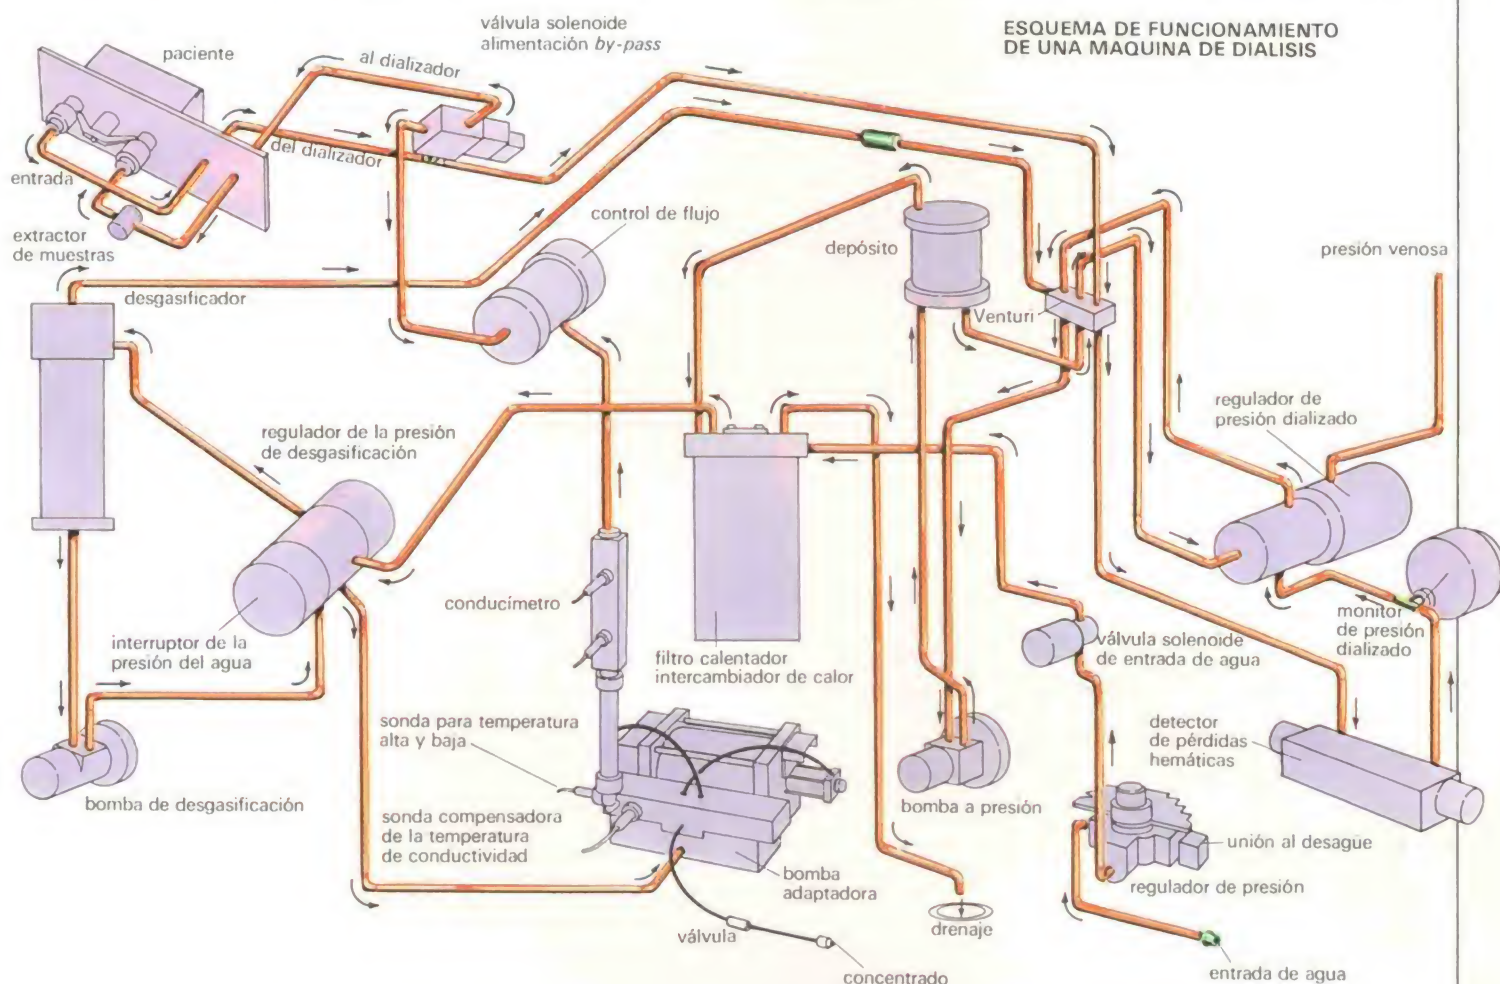 ESQUEMA DE FUNCIONAMIENTO
DE UNA MAQUINA DE DIALISIS
válvula solenoide
alimentación by-pass
paciente
al dializador
del dializador
entrada
extractor
de muestras
control de flujo
depósito
presión venosa
desgasificador
Venturi
regulador de
presión dializado
regulador de la presión
de desgasificación
conducímetro
monitor
de presión
dializado
interruptor de la
presión del agua
filtro calentador
intercambiador de calor
válvula solenoide
de entrada de agua
sonda para temperatura
alta y baja
detector
de pérdidas
hemáticas
bomba de desgasificación
bomba a presión
sonda compensadora
de la temperatura
de conductividad
unión al desagüe
bomba
adaptadora
regulador de presión
válvula
drenaje
concentrado
entrada de agua